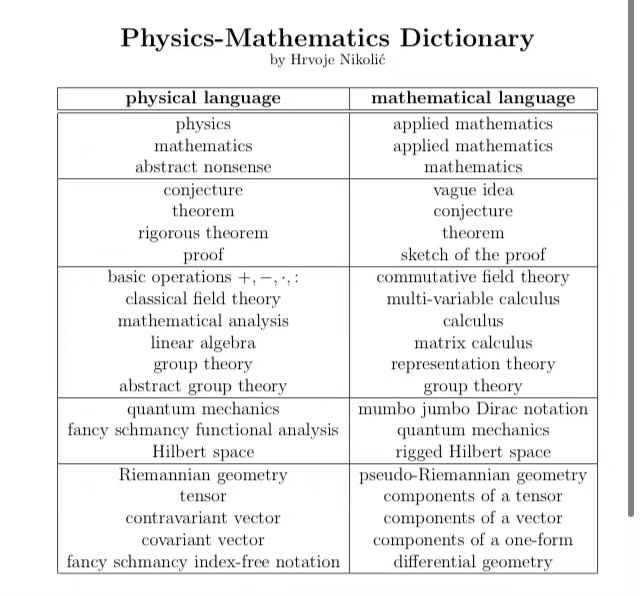 Physics-Mathematics Dictionary
by Hrvoje Nikolić
physical language mathematical language
physics applied mathematics
mathematics applied mathematics
abstract nonsense mathematics
conjecture vague idea
theorem conjecture
rigorous theorem theorem
proof sketch of the proof
basic operations +, −, ·, : commutative field theory
classical field theory multi-variable calculus
mathematical analysis calculus
linear algebra matrix calculus
group theory representation theory
abstract group theory group theory
quantum mechanics mumbo jumbo Dirac notation
fancy schmancy functional analysis quantum mechanics
Hilbert space rigged Hilbert space
Riemannian geometry pseudo-Riemannian geometry
tensor components of a tensor
contravariant vector components of a vector
covariant vector components of a one-form
fancy schmancy index-free notation differential geometry